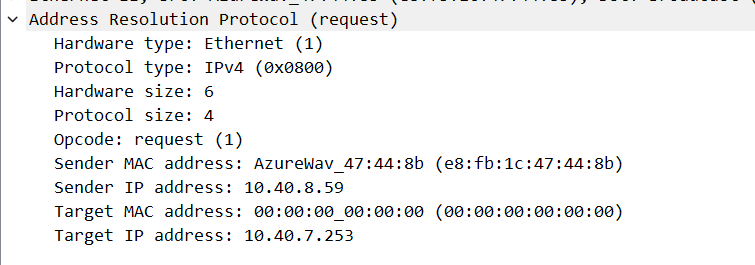 Address Resolution Protocol (request)
Hardware type: Ethernet (1)
Protocol type: IPv4 (0x0800)
Hardware size: 6
Protocol size: 4
Opcode: request (1)
Sender MAC address: AzureWav_47:44:8b (e8:fb:1c:47:44:8b)
Sender IP address: 10.40.8.59
Target MAC address: 00:00:00_00:00:00 (00:00:00:00:00:00)
Target IP address: 10.40.7.253